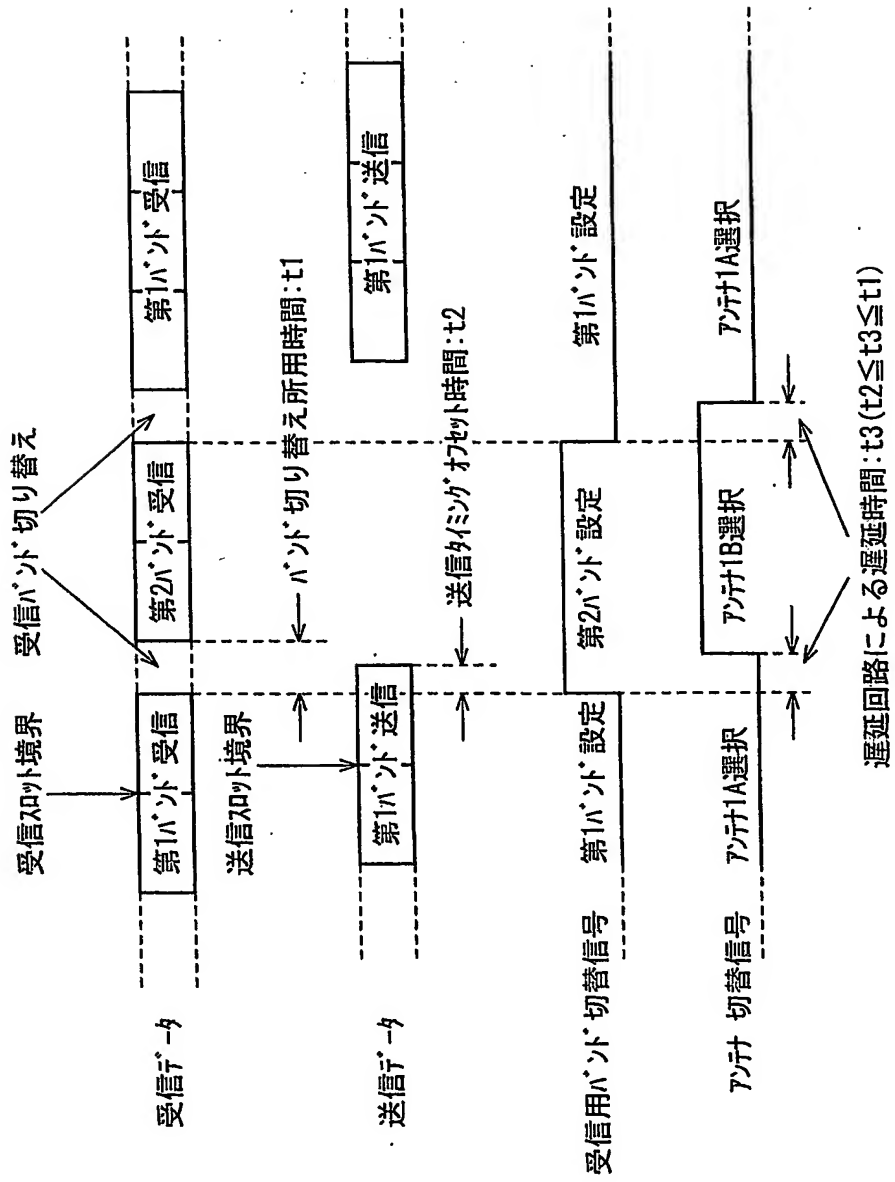 受信スロット境界
受信バンド切り替え
受信データ
第1バンド受信
第2バンド受信
第1バンド受信
バンド切り替え所用時間:t1
送信スロット境界
送信データ
第1バンド送信
第1バンド送信
送信タイミングオフセット時間:t2
受信用バンド切替信号
第1バンド設定
第2バンド設定
第1バンド設定
アンテナ切替信号
アンテナ1A選択
アンテナ1B選択
アンテナ1A選択
遅延回路による遅延時間:t3(t2≦t3≦t1)